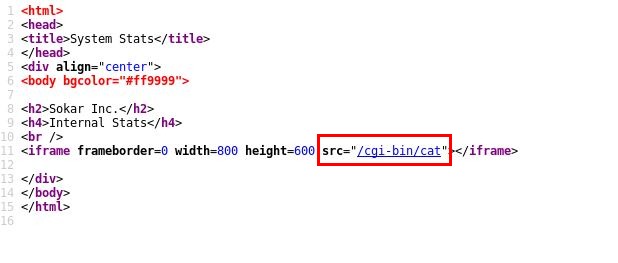 1 <html>
2 <head>
3 <title>System Stats</title>
4 </head>
5 <div align="center">
6 <body bgcolor="#ff9999">
7
8 <h2>Sokar Inc.</h2>
9 <h4>Internal Stats</h4>
10 <br />
11 <iframe frameborder=0 width=800 height=600 src="/cgi-bin/cat"></iframe>
12
13 </div>
14 </body>
15 </html>
16